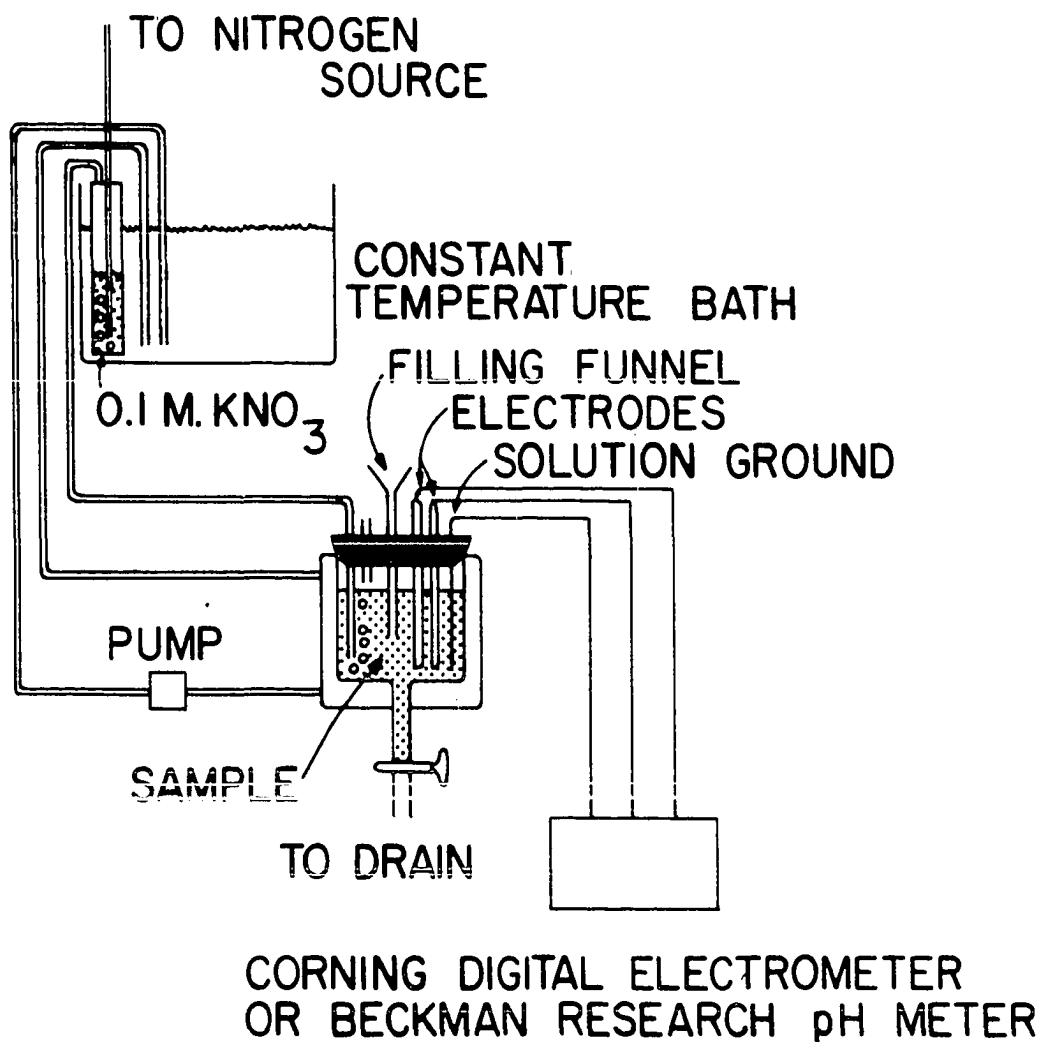 TO NITROGEN
SOURCE
CONSTANT
TEMPERATURE BATH
FILLING FUNNEL
0.1 M. KNO3
ELECTRODES
SOLUTION GROUND
PUMP
SAMPLE
TO DRAIN
CORNING DIGITAL ELECTROMETER
OR BECKMAN RESEARCH pH METER